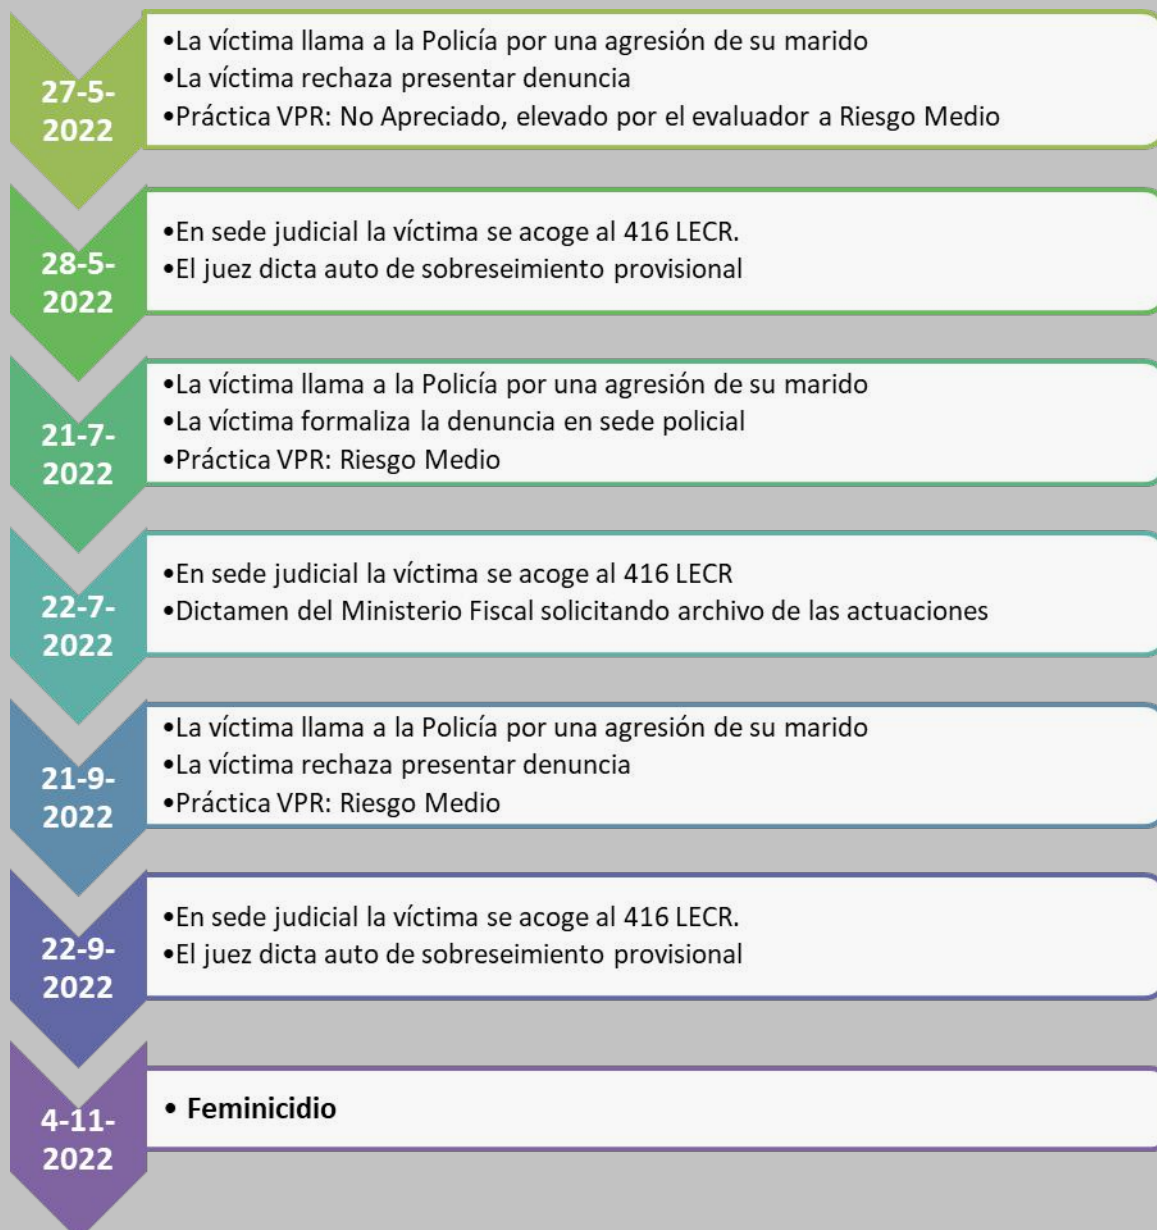 27-5-
2022
•La víctima llama a la Policía por una agresión de su marido
•La víctima rechaza presentar denuncia
•Práctica VPR: No Apreciado, elevado por el evaluador a Riesgo Medio
28-5-
2022
•En sede judicial la víctima se acoge al 416 LECR.
•El juez dicta auto de sobreseimiento provisional
21-7-
2022
•La víctima llama a la Policía por una agresión de su marido
•La víctima formaliza la denuncia en sede policial
•Práctica VPR: Riesgo Medio
22-7-
2022
•En sede judicial la víctima se acoge al 416 LECR
•Dictamen del Ministerio Fiscal solicitando archivo de las actuaciones
21-9-
2022
•La víctima llama a la Policía por una agresión de su marido
•La víctima rechaza presentar denuncia
•Práctica VPR: Riesgo Medio
22-9-
2022
•En sede judicial la víctima se acoge al 416 LECR.
•El juez dicta auto de sobreseimiento provisional
4-11-
2022
• Feminicidio